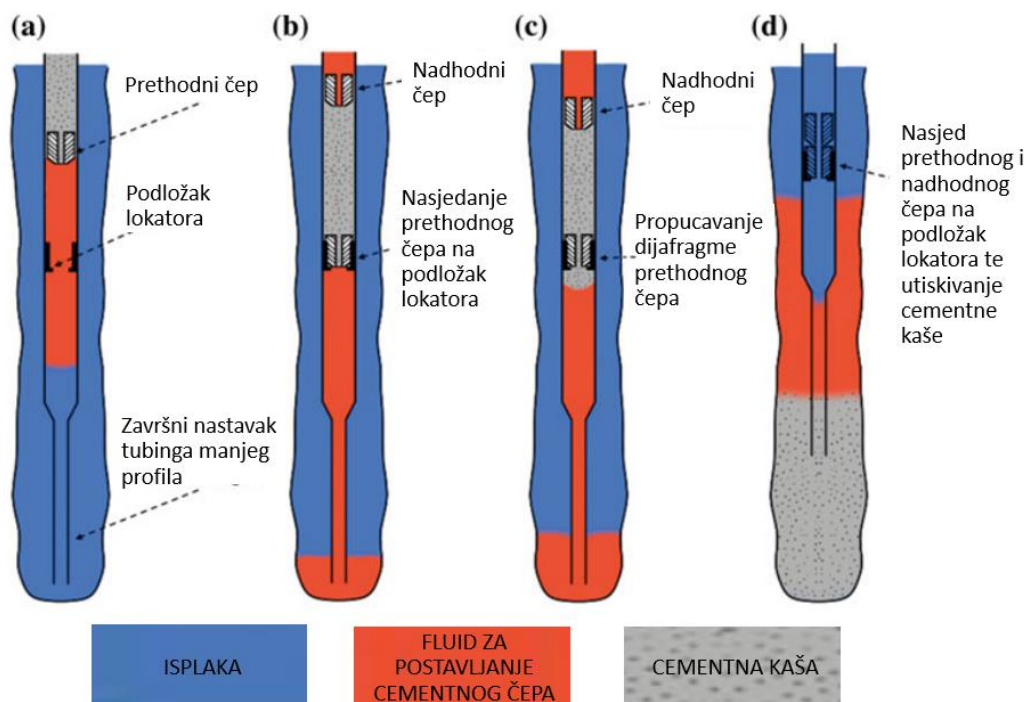 (a)
Prethodni čep
Podložak
lokatora
Završni nastavak
tubinga manjeg
profila
(b)
Nadhodni
čep
Nasjedanje
prethodnog
čepa na
podložak
lokatora
(c)
Nadhodni
čep
Propucavanje
dijafragme
prethodnog
čepa
(d)
Nasjed
prethodnog i
nadhodnog
čepa na
podložak
lokatora te
utiskivanje
cementne
kaše
ISPLAKA
FLUID ZA
POSTAVLJANJE
CEMENTNOG ČEPA
CEMENTNA KAŠA